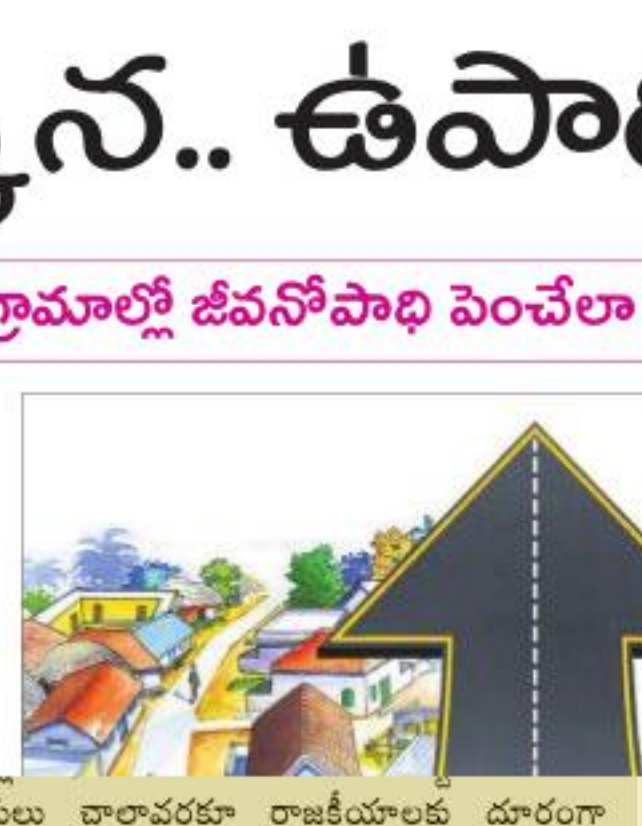 న.. ఉపా
గ్రామాల్లో జీవనోపాధి పెంచేలా
చాలావరకూ రాజకీయాలకు దూరంగా